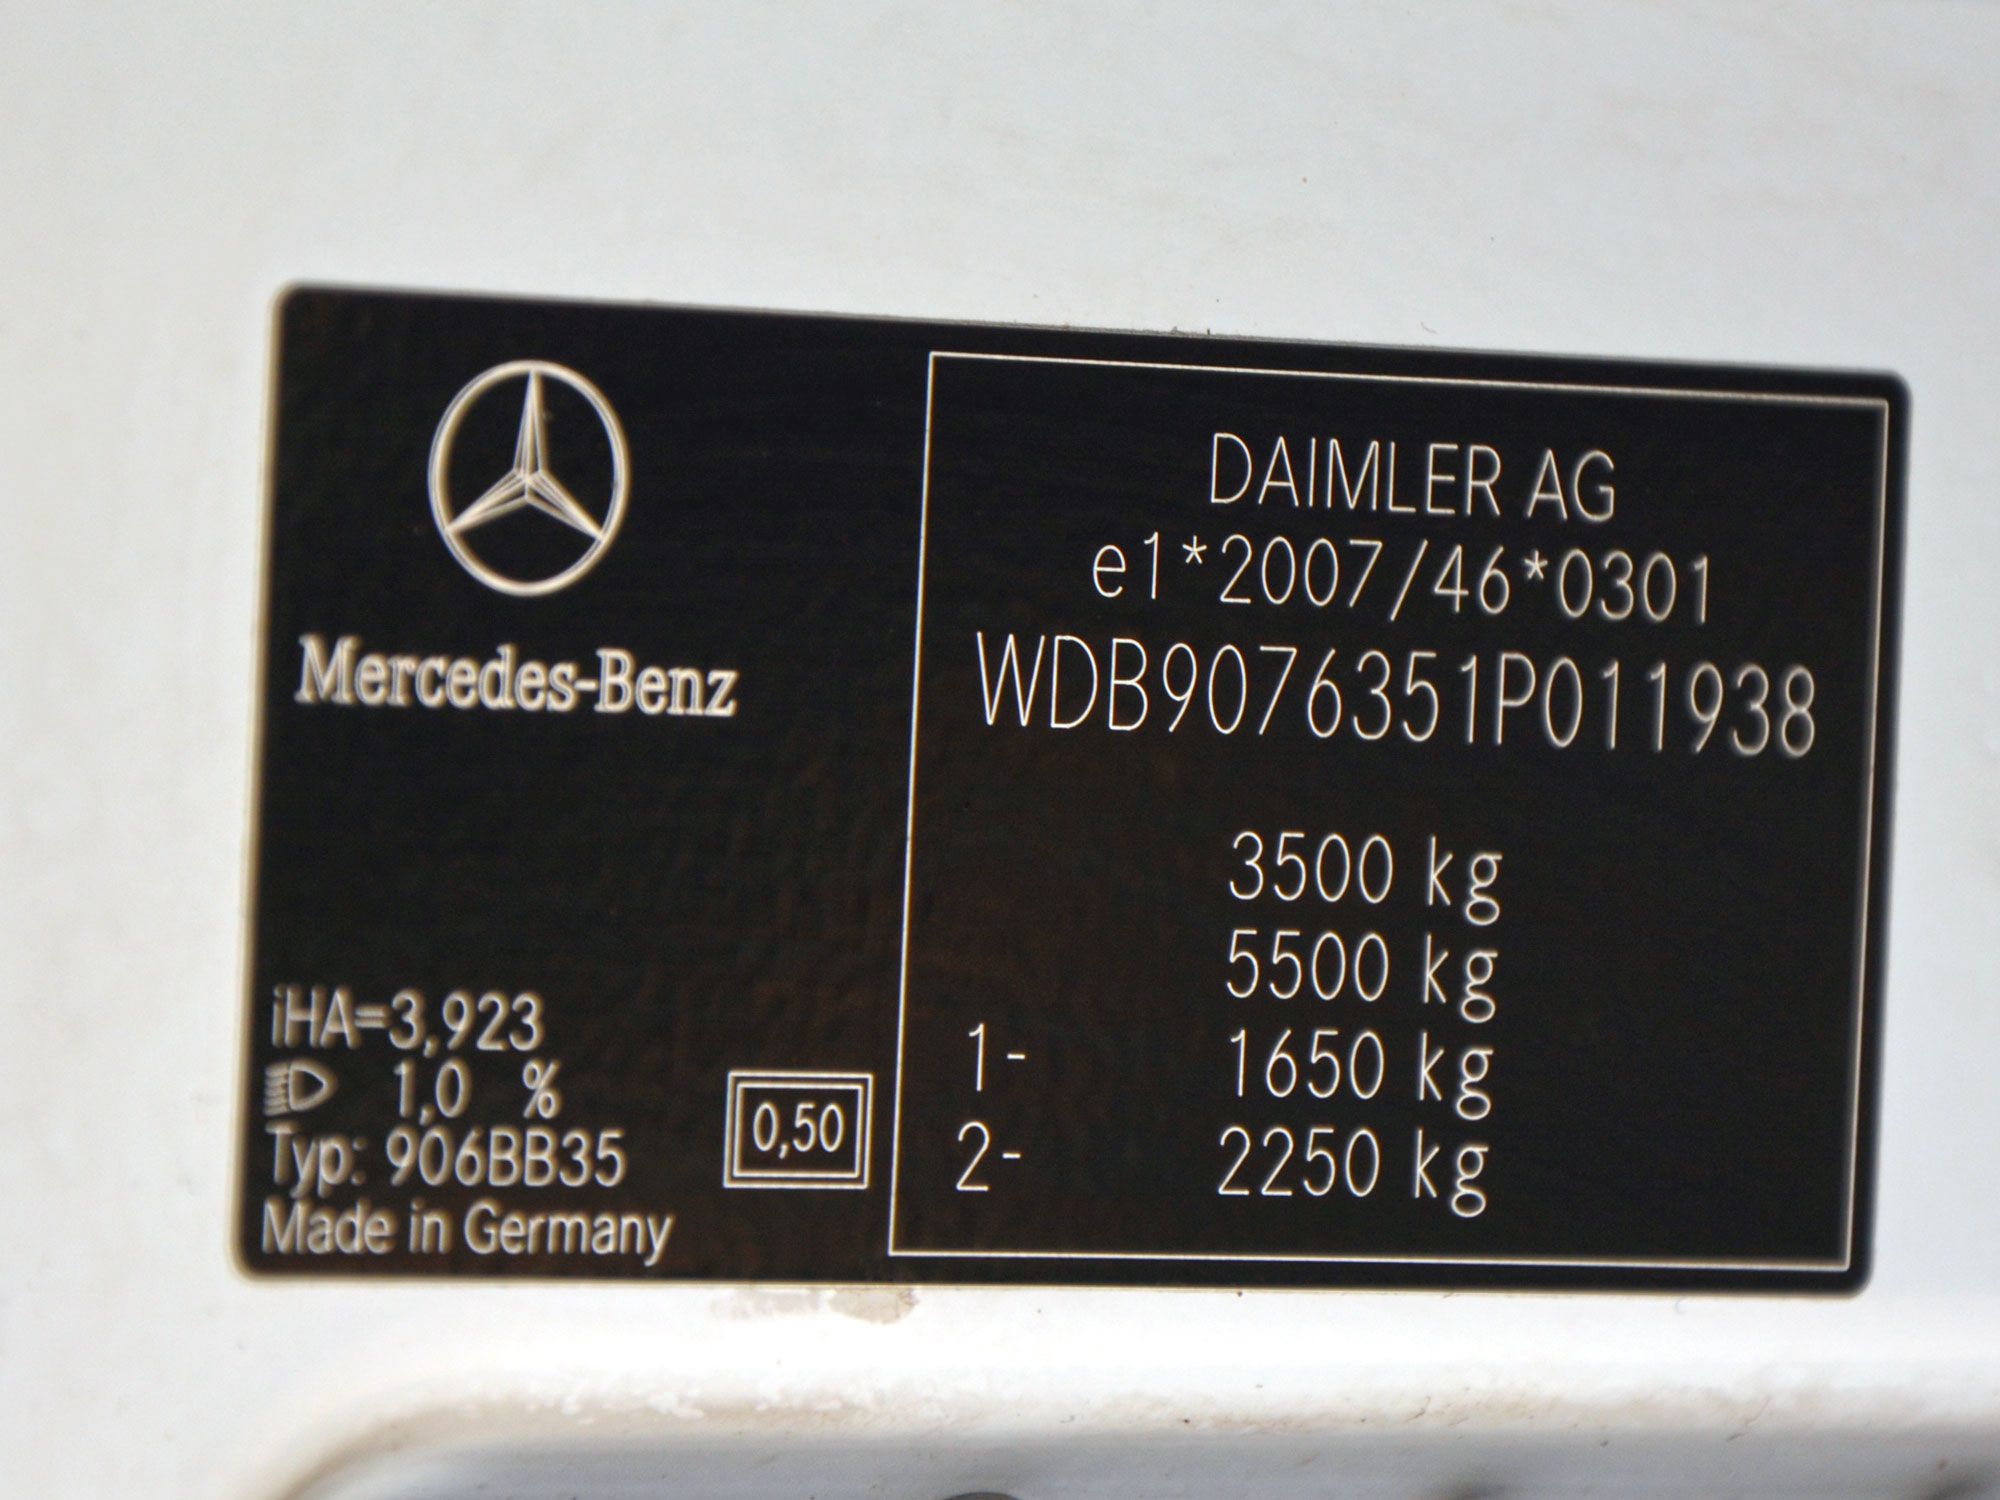 Mercedes-Benz
iHA=3,923
1,0 %
Typ: 906BB35
Made in Germany
0,50
DAIMLER AG
e1*2007/46*0301
WDB9076351P011938
3500 kg
5500 kg
1- 1650 kg
2- 2250 kg